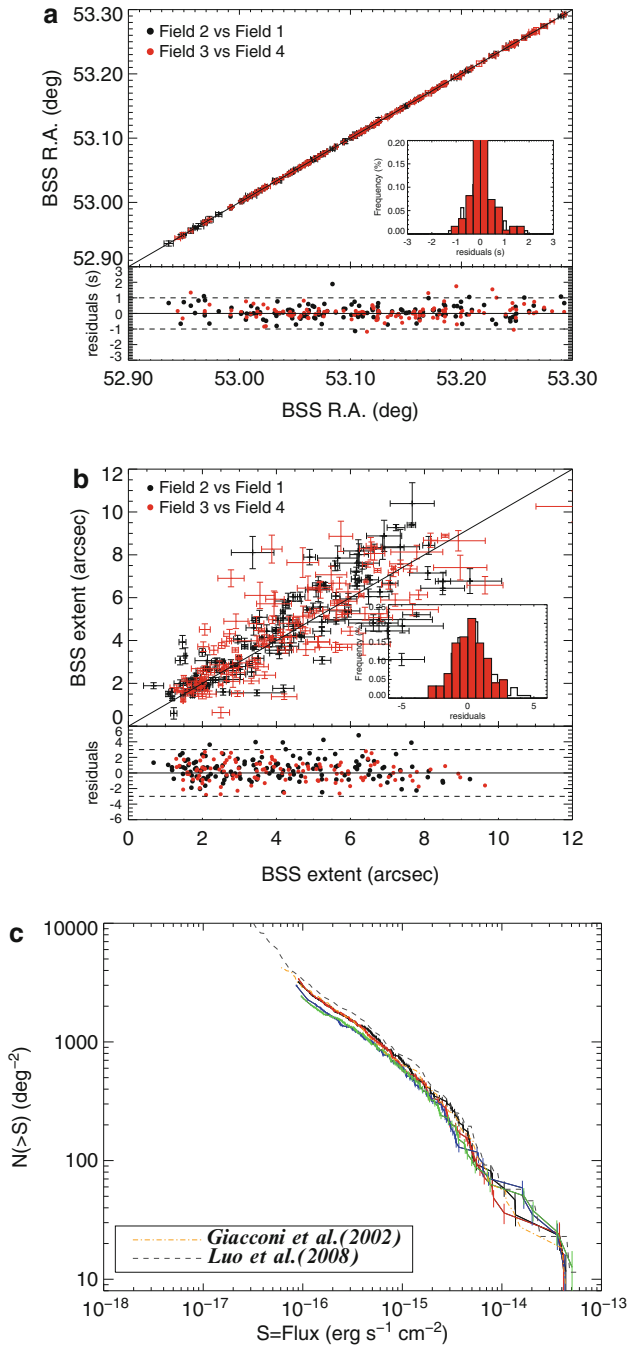 a
53.30
53.20
53.10
53.00
52.90
BSS R.A. (deg)
Field 2 vs Field 1
Field 3 vs Field 4
Frequency (%)
0.20
0.15
0.10
0.05
0.00
-3 -2 -1 0 1 2 3
residuals (s)
residuals (s)
3
2
1
0
-1
-2
-3
52.90 53.00 53.10 53.20 53.30
BSS R.A. (deg)
b
12
10
8
6
4
2
0
BSS extent (arcsec)
Field 2 vs Field 1
Field 3 vs Field 4
Frequency (%)
0.25
0.20
0.15
0.10
0.05
0.00
-5 0 5
residuals
residuals
6
4
2
0
-2
-4
-6
0 2 4 6 8 10 12
BSS extent (arcsec)
c
10000
1000
100
10
N(>S) (deg⁻²)
Giacconi et al.(2002)
Luo et al.(2008)
10⁻¹⁸ 10⁻¹⁷ 10⁻¹⁶ 10⁻¹⁵ 10⁻¹⁴ 10⁻¹³
S=Flux (erg s⁻¹ cm⁻²)